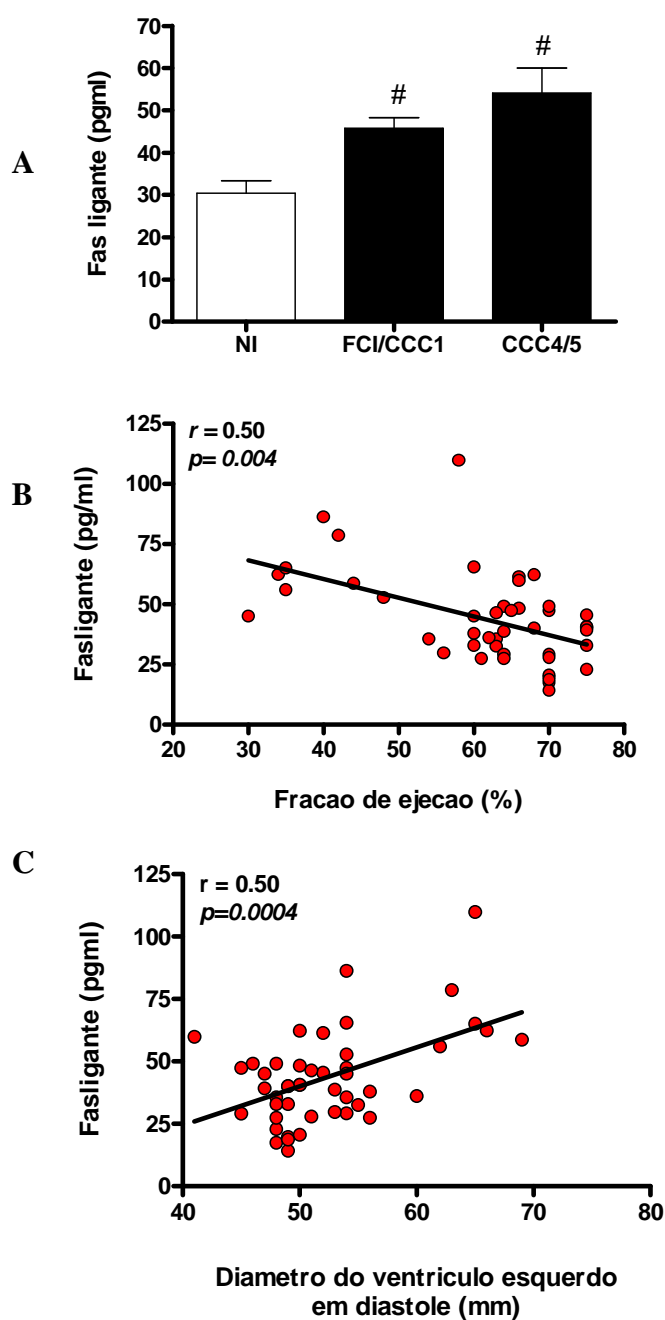 A
Fas ligante (pgml)
70
60
50
40
30
20
10
0
#
#
NI
FCI/CCC1
CCC4/5
B
Fasligante (pg/ml)
125
100
75
50
25
0
r = 0.50
p= 0.004
20
30
40
50
60
70
80
Fracao de ejecao (%)
C
Fasligante (pgml)
125
100
75
50
25
0
r = 0.50
p=0.0004
40
50
60
70
80
Diametro do ventriculo esquerdo
em diastole (mm)